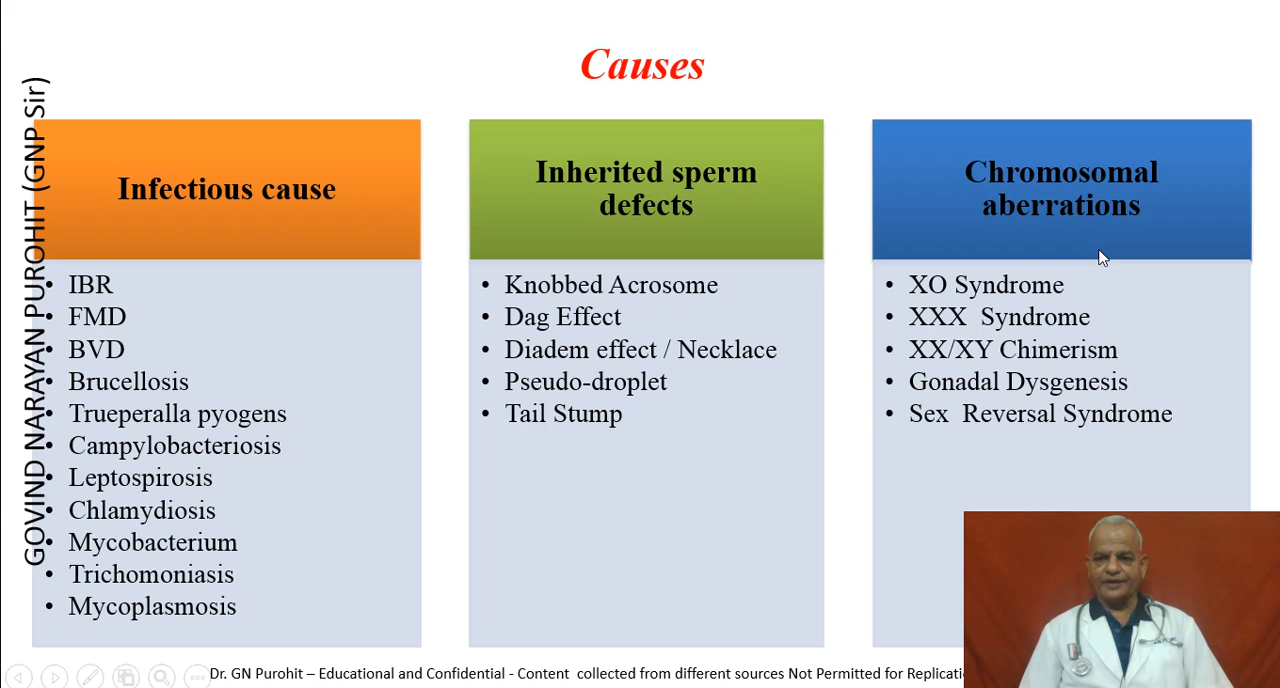 Causes
GOVIND NARAYAN PUROHIT (GNP Sir)
Infectious cause
• IBR
• FMD
• BVD
• Brucellosis
• Trueperalla pyogens
• Campylobacteriosis
• Leptospirosis
• Chlamydiosis
• Mycobacterium
• Trichomoniasis
• Mycoplasmosis
Inherited sperm
defects
• Knobbed Acrosome
• Dag Effect
• Diadem effect / Necklace
• Pseudo-droplet
• Tail Stump
Chromosomal
aberrations
• XO Syndrome
• XXX Syndrome
• XX/XY Chimerism
• Gonadal Dysgenesis
• Sex Reversal Syndrome
Dr. GN Purohit – Educational and Confidential - Content collected from different sources Not Permitted for Replicati